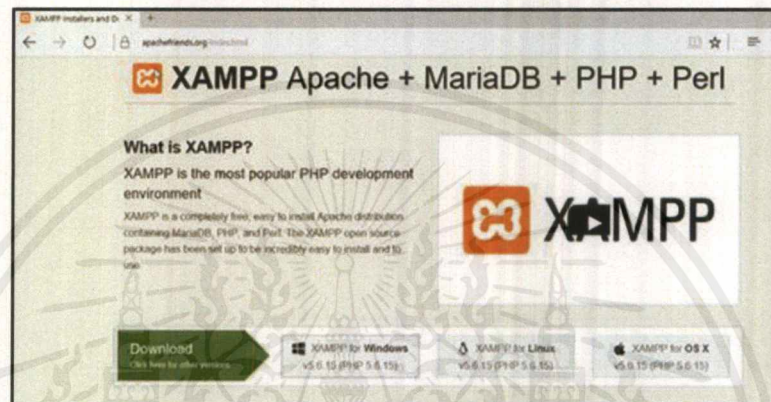 XAMPP Installers and Do
apachefriends.org/index.html
XAMPP Apache + MariaDB + PHP + Perl
What is XAMPP?
XAMPP is the most popular PHP development
environment
XAMPP is a completely free, easy to install Apache distribution
containing MariaDB, PHP, and Perl. The XAMPP open source
package has been set up to be incredibly easy to install and to
use.
XAMPP
Download
Click here for other versions
XAMPP for Windows
v5.6.15 (PHP 5.6.15)
XAMPP for Linux
v5.6.15 (PHP 5.6.15)
XAMPP for OS X
v5.6.15 (PHP 5.6.15)